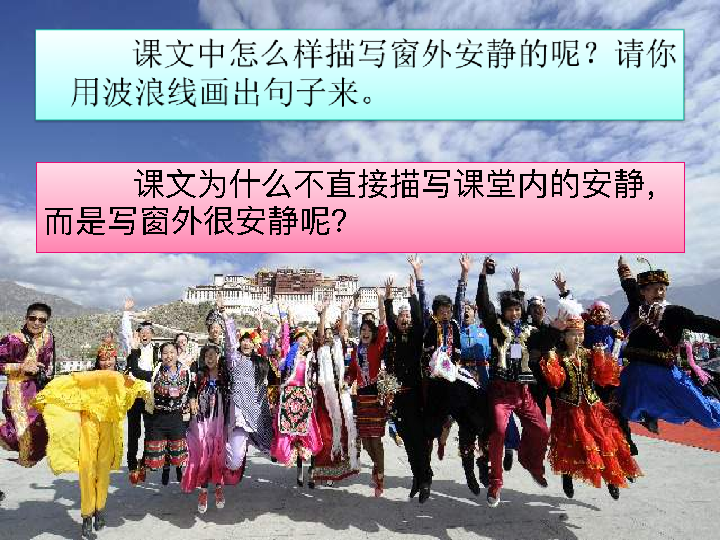 课文中怎么样描写窗外安静的呢？请你
用波浪线画出句子来。
课文为什么不直接描写课堂内的安静，
而是写窗外很安静呢？